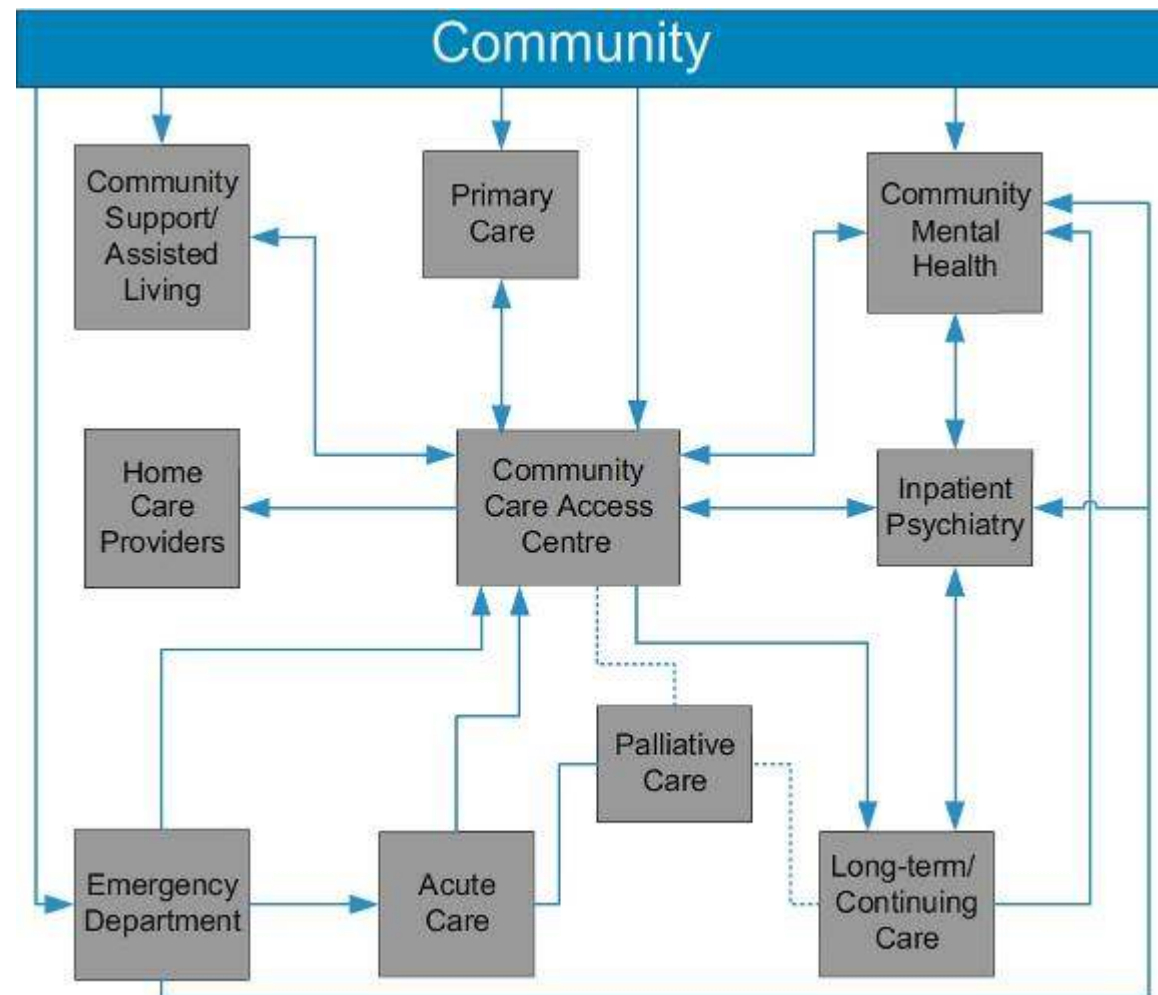 Community
Community
Support/
Assisted
Living
Primary
Care
Community
Mental
Health
Home
Care
Providers
Community
Care Access
Centre
Inpatient
Psychiatry
Palliative
Care
Emergency
Department
Acute
Care
Long-term/
Continuing
Care